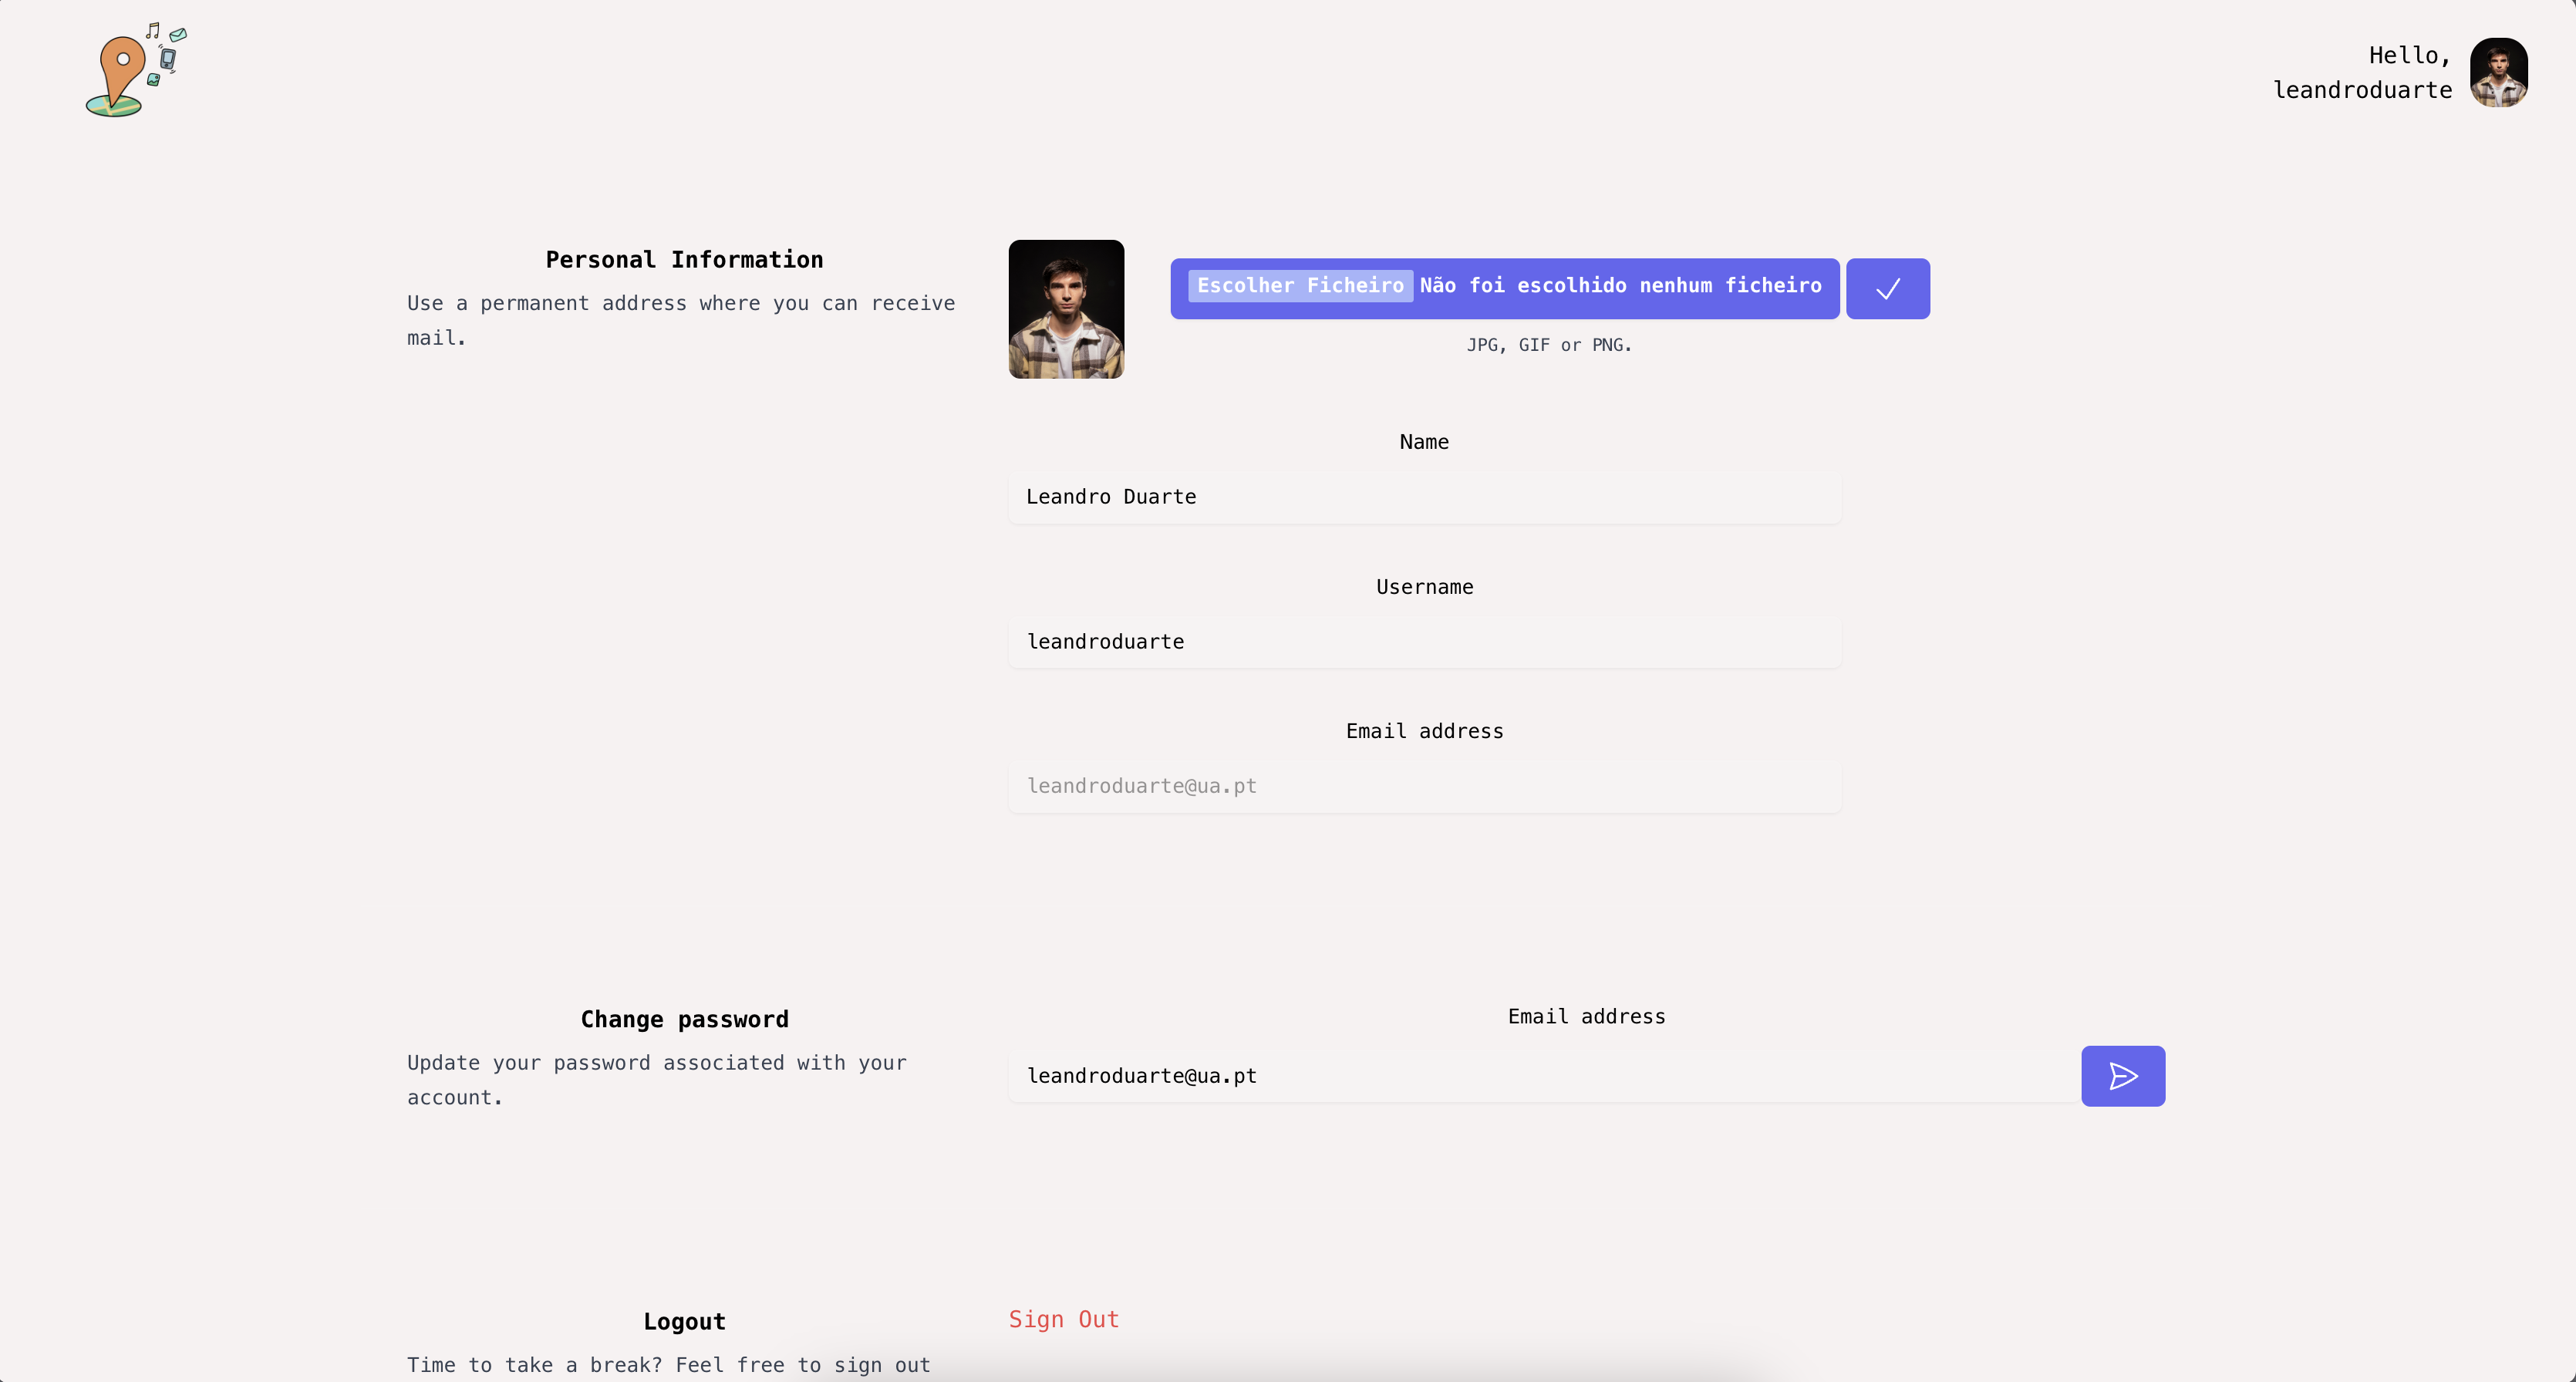 Hello,
leandroduarte
Personal Information
Use a permanent address where you can receive
mail.
Escolher Ficheiro Não foi escolhido nenhum ficheiro
JPG, GIF or PNG.
Name
Leandro Duarte
Username
leandroduarte
Email address
leandroduarte@ua.pt
Change password
Update your password associated with your
account.
Email address
leandroduarte@ua.pt
Logout
Time to take a break? Feel free to sign out
Sign Out